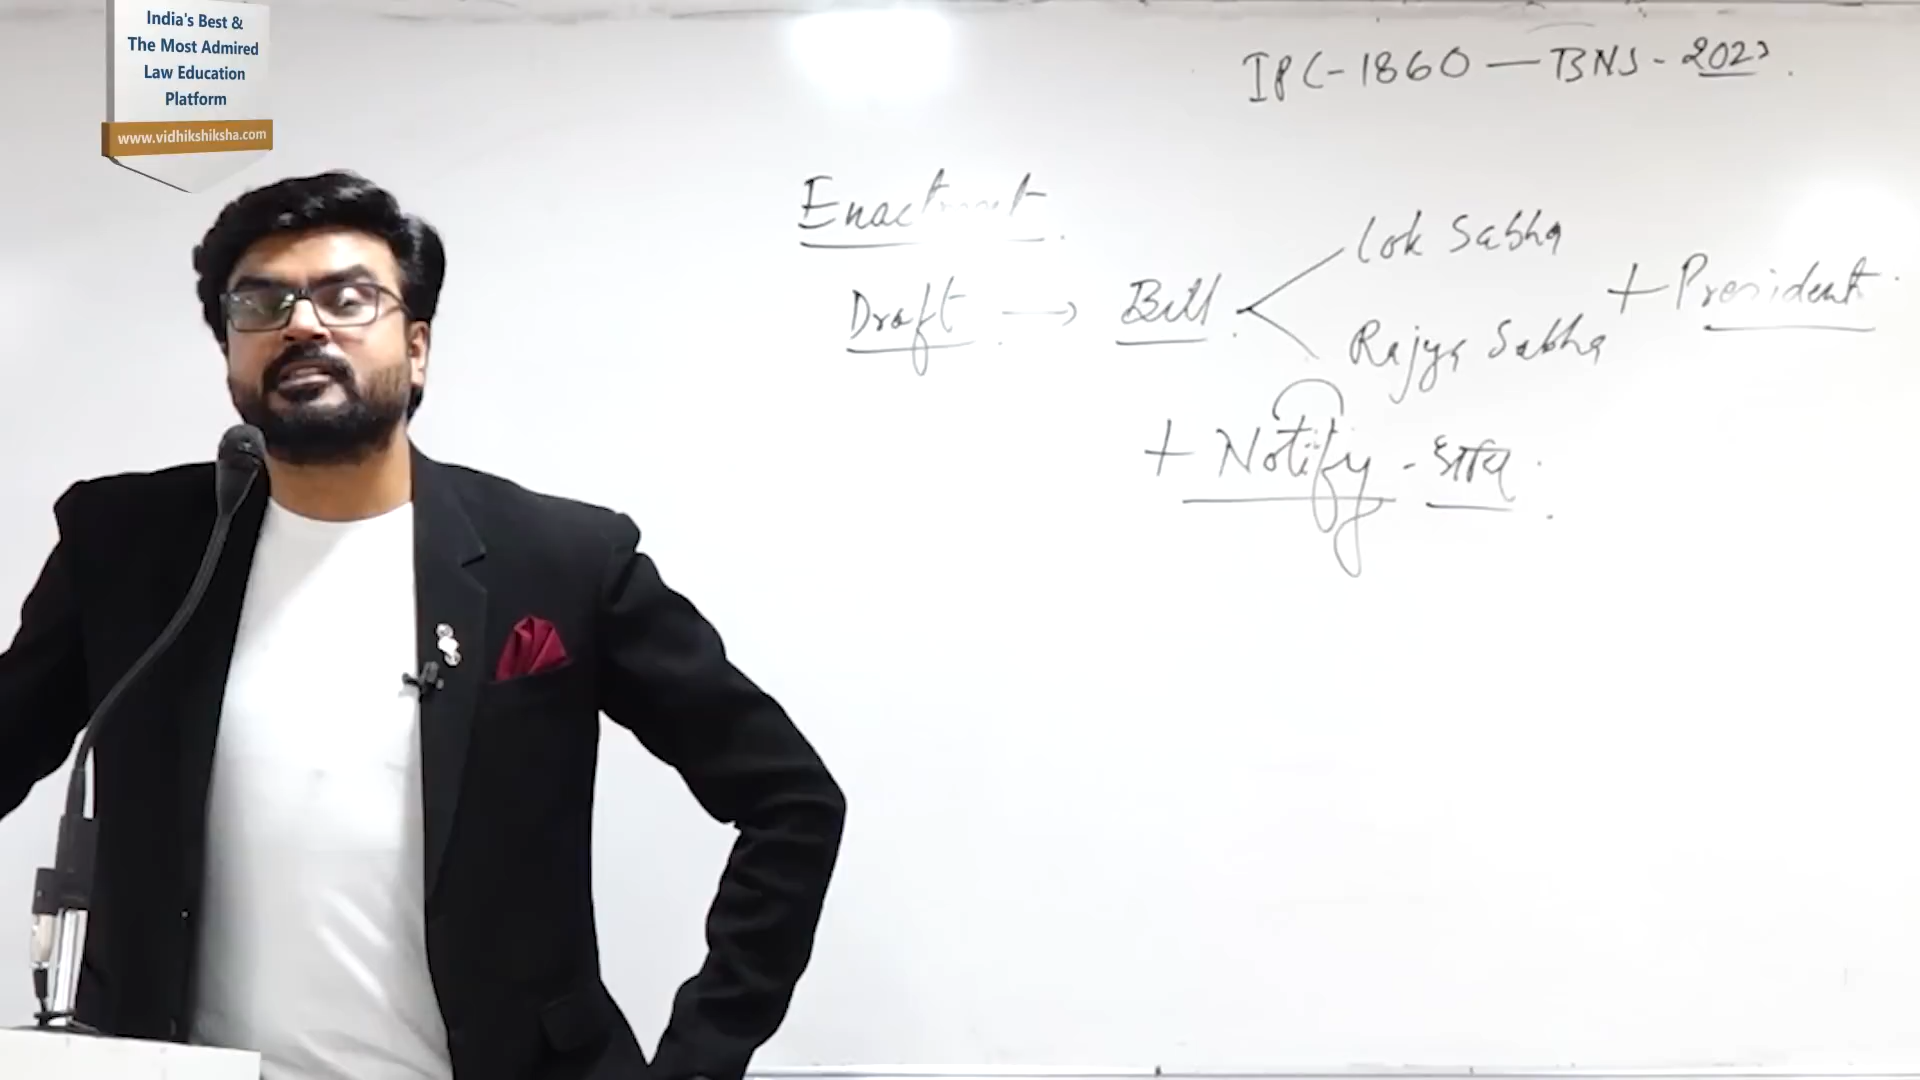 India's Best &
The Most Admired
Law Education
Platform
www.vidhikshiksha.com
IPC-1860 — BNS - 2023.
Enactment.
Draft. → Bill. Lok Sabha
Rajya Sabha
+ President.
+ Notify -